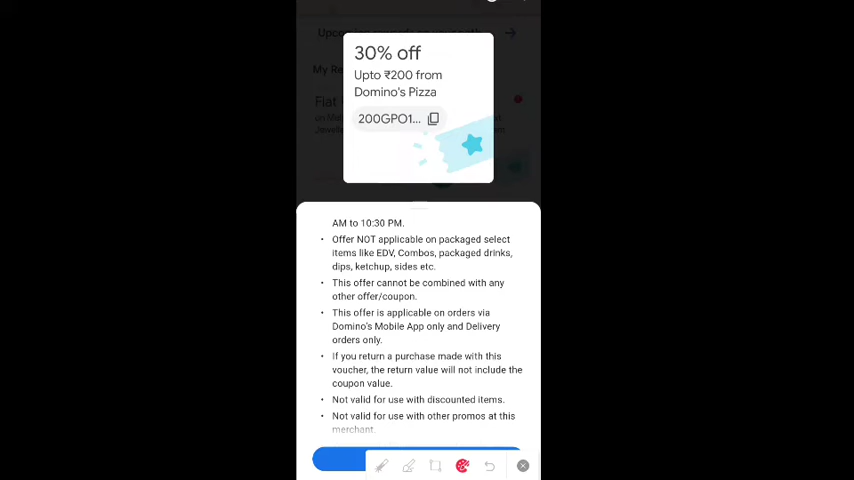 30% off
Upto ₹200 from
Domino's Pizza
200GPO1...
My Re
AM to 10:30 PM.
• Offer NOT applicable on packaged select
items like EDV, Combos, packaged drinks,
dips, ketchup, sides etc.
• This offer cannot be combined with any
other offer/coupon.
• This offer is applicable on orders via
Domino's Mobile App only and Delivery
orders only.
• If you return a purchase made with this
voucher, the return value will not include the
coupon value.
• Not valid for use with discounted items.
• Not valid for use with other promos at this
merchant.